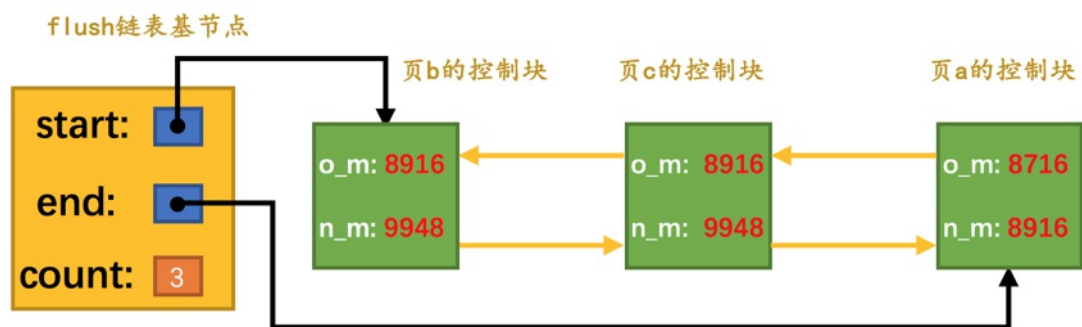 flush链表基节点
页b的控制块
页c的控制块
页a的控制块
start:
end:
count: 3
o_m: 8916
n_m: 9948
o_m: 8916
n_m: 9948
o_m: 8716
n_m: 8916